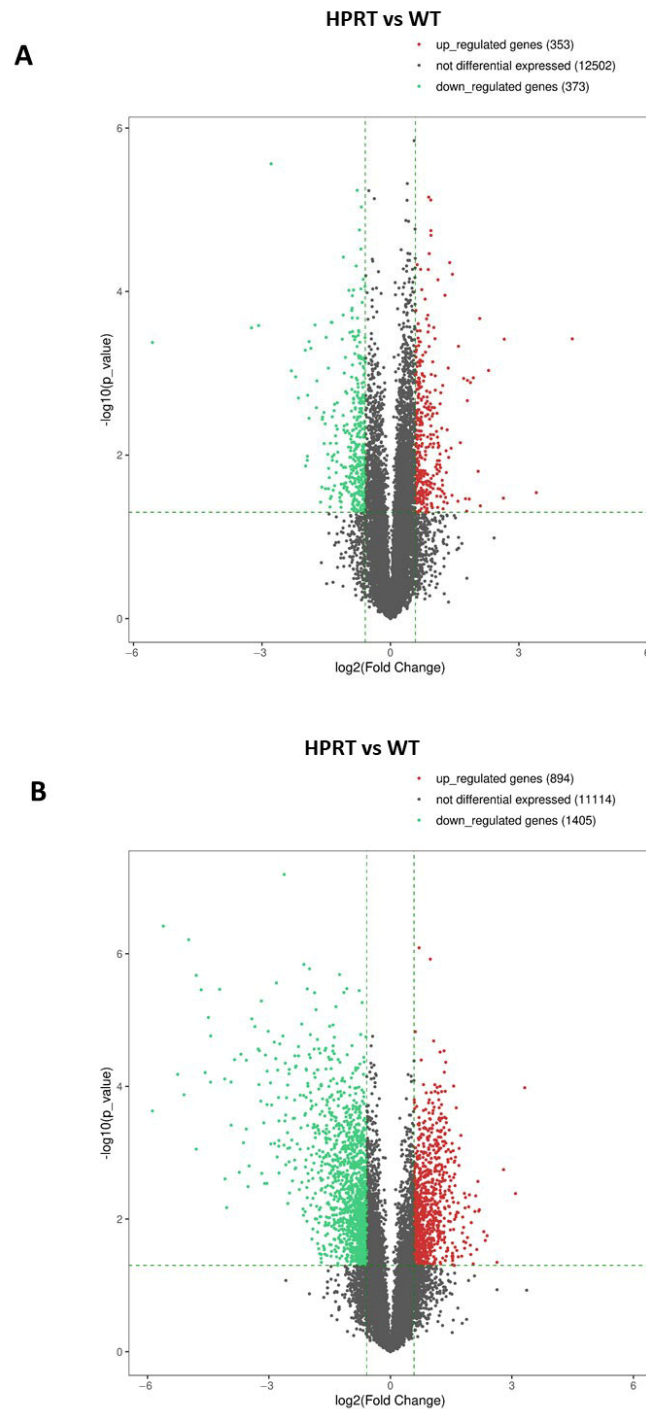 HPRT vs WT
A
up_regulated genes (353)
not differential expressed (12502)
down_regulated genes (373)
6
4
2
0
-log10(p_value)
−6
−3
0
3
6
log2(Fold Change)
HPRT vs WT
B
up_regulated genes (894)
not differential expressed (11114)
down_regulated genes (1405)
6
4
2
0
-log10(p_value)
−6
−3
0
3
6
log2(Fold Change)